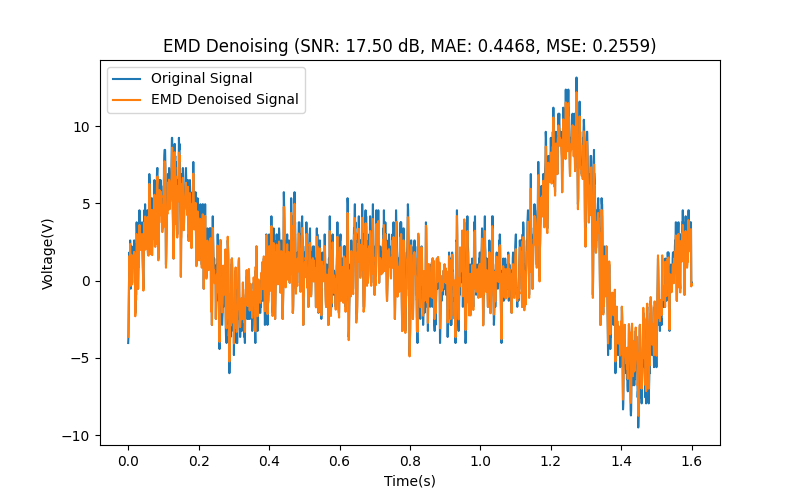 EMD Denoising (SNR: 17.50 dB, MAE: 0.4468, MSE: 0.2559)
Original Signal
EMD Denoised Signal
Voltage(V)
10
5
0
−5
−10
0.0 0.2 0.4 0.6 0.8 1.0 1.2 1.4 1.6
Time(s)